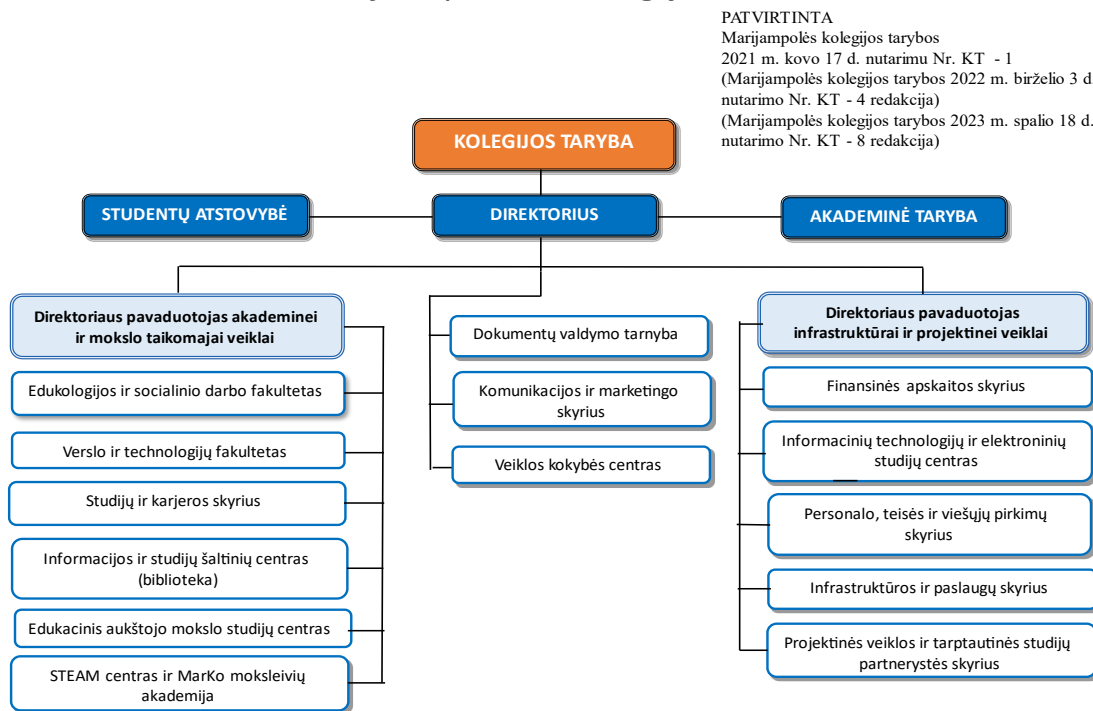 PATVIRTINTA
Marijampolės kolegijos tarybos
2021 m. kovo 17 d. nutarimu Nr. KT - 1
(Marijampolės kolegijos tarybos 2022 m. birželio 3 d
nutarimo Nr. KT - 4 redakcija)
(Marijampolės kolegijos tarybos 2023 m. spalio 18 d.
nutarimo Nr. KT - 8 redakcija)
KOLEGIJOS TARYBA
STUDENTŲ ATSTOVYBĖ
DIREKTORIUS
AKADEMINĖ TARYBA
Direktoriaus pavaduotojas akademinei
ir mokslo taikomajai veiklai
Edukologijos ir socialinio darbo fakultetas
Verslo ir technologijų fakultetas
Studijų ir karjeros skyrius
Informacijos ir studijų šaltinių centras
(biblioteka)
Edukacinis aukštojo mokslo studijų centras
STEAM centras ir MarKo moksleivių
akademija
Dokumentų valdymo tarnyba
Komunikacijos ir marketingo
skyrius
Veiklos kokybės centras
Direktoriaus pavaduotojas
infrastruktūrai ir projektinei veiklai
Finansinės apskaitos skyrius
Informacinių technologijų ir elektroninių
studijų centras
Personalo, teisės ir viešųjų pirkimų
skyrius
Infrastruktūros ir paslaugų skyrius
Projektinės veiklos ir tarptautinės studijų
partnerystės skyrius